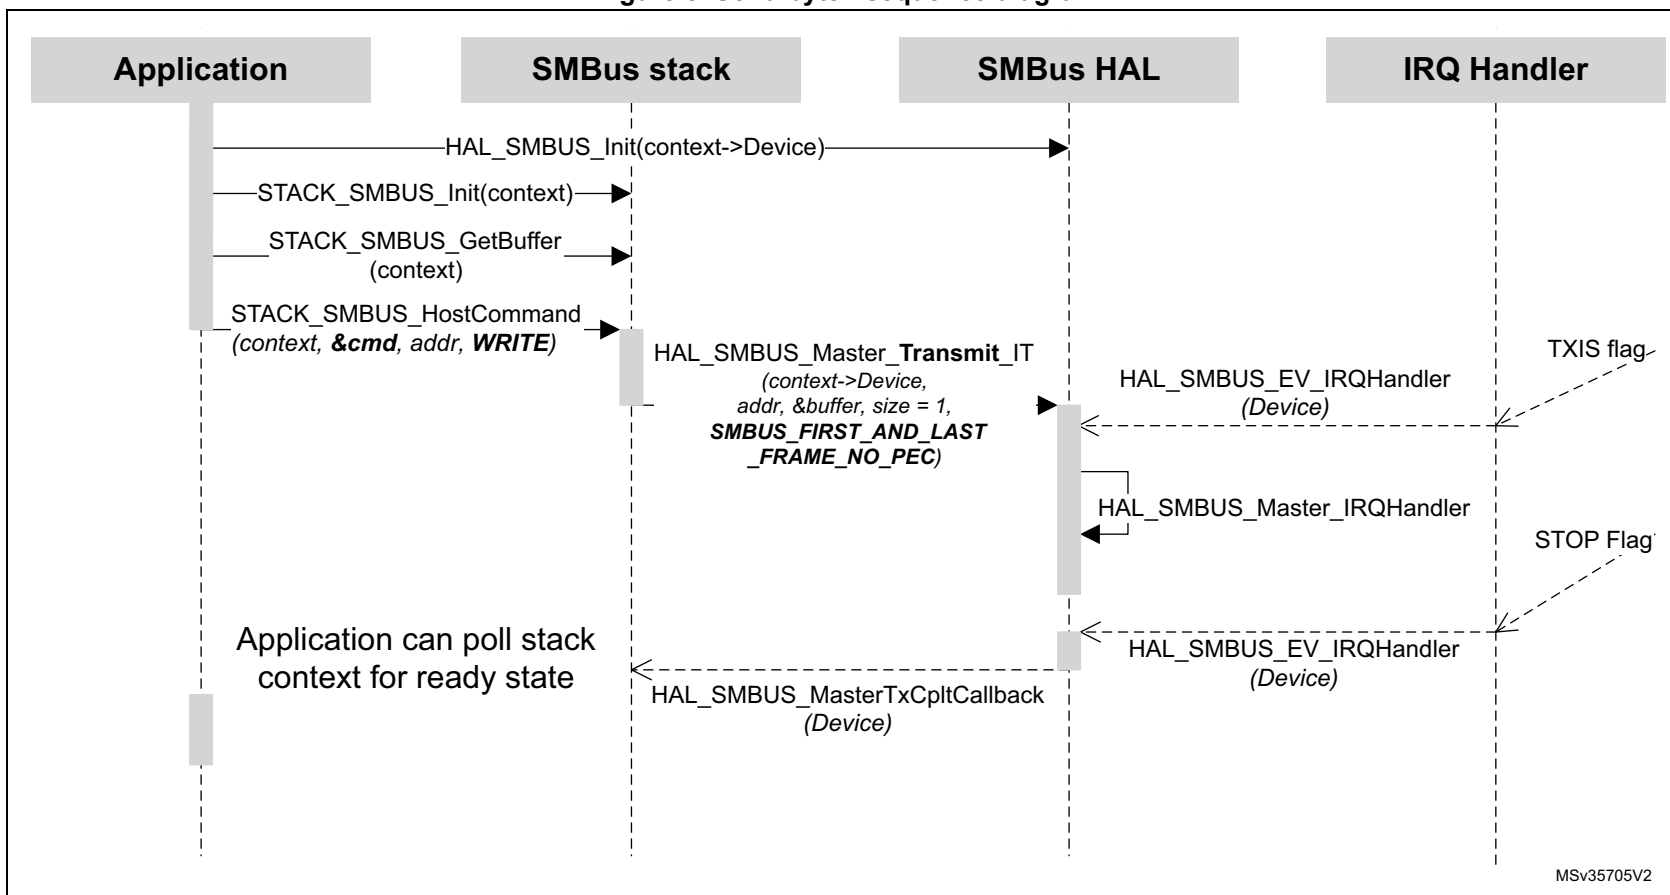 Application
SMBus stack
SMBus HAL
IRQ Handler
HAL_SMBUS_Init(context->Device)
STACK_SMBUS_Init(context)
STACK_SMBUS_GetBuffer
(context)
STACK_SMBUS_HostCommand
(context, &cmd, addr, WRITE)
HAL_SMBUS_Master_Transmit_IT
(context->Device,
addr, &buffer, size = 1,
SMBUS_FIRST_AND_LAST
_FRAME_NO_PEC)
TXIS flag
HAL_SMBUS_EV_IRQHandler
(Device)
HAL_SMBUS_Master_IRQHandler
STOP Flag
HAL_SMBUS_EV_IRQHandler
(Device)
Application can poll stack
context for ready state
HAL_SMBUS_MasterTxCpltCallback
(Device)
MSv35705V2